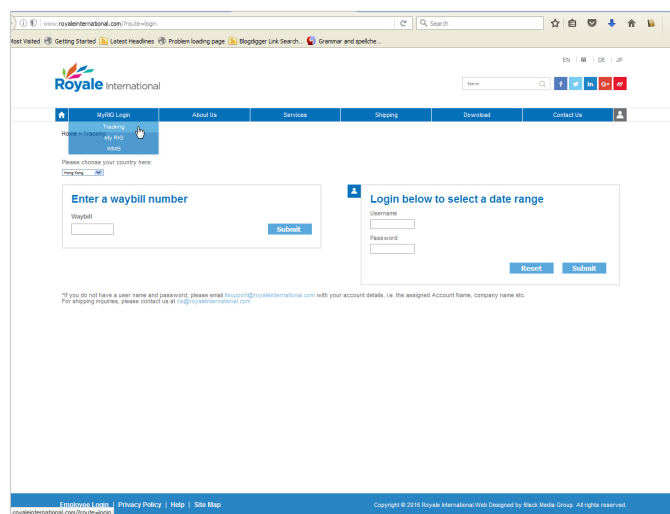 www.royaleinternational.com/?route=login
Search
Most Visited Getting Started Latest Headlines Problem loading page Blogdigger Link Search... Grammar and spellche...
EN | 繁 | DE | JP
Royale International
Search
MyRIG Login About Us Services Shipping Download Contact Us
Tracking
Home > Tracking
My RIG
WMS
Please choose your country here:
Hong Kong
Enter a waybill number
Waybill
Submit
Login below to select a date range
Username
Password
Reset Submit
*If you do not have a user name and password, please email itsupport@royaleinternational.com with your account details, i.e. the assigned Account Name, company name etc.
For shipping inquiries, please contact us at cs@royaleinternational.com
Employee Login | Privacy Policy | Help | Site Map
Copyright © 2016 Royale International Web Designed by Black Media Group. All rights reserved.
royaleinternational.com/?route=login